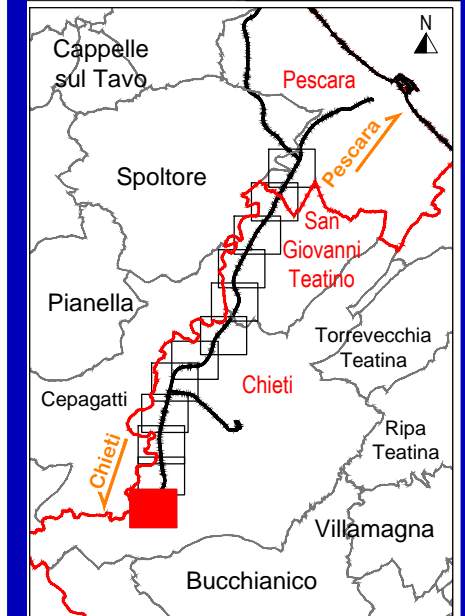 N
Cappelle
sul Tavo
Pescara
Pescara
Spoltore
San
Giovanni
Teatino
Pianella
Torrevecchia
Teatina
Chieti
Cepagatti
Ripa
Teatina
Chieti
Villamagna
Bucchianico